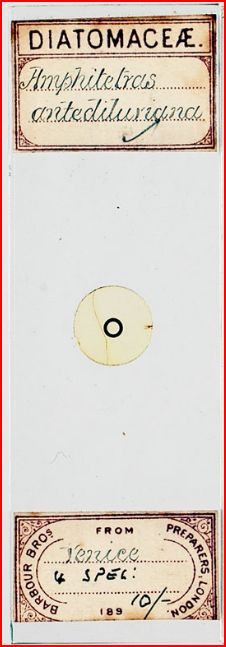 DIATOMACEÆ.
Amphitetras
antediluviana
BARBOUR BROS
FROM
PREPARERS, LONDON.
Venice
4 SPEC:
189
10/-